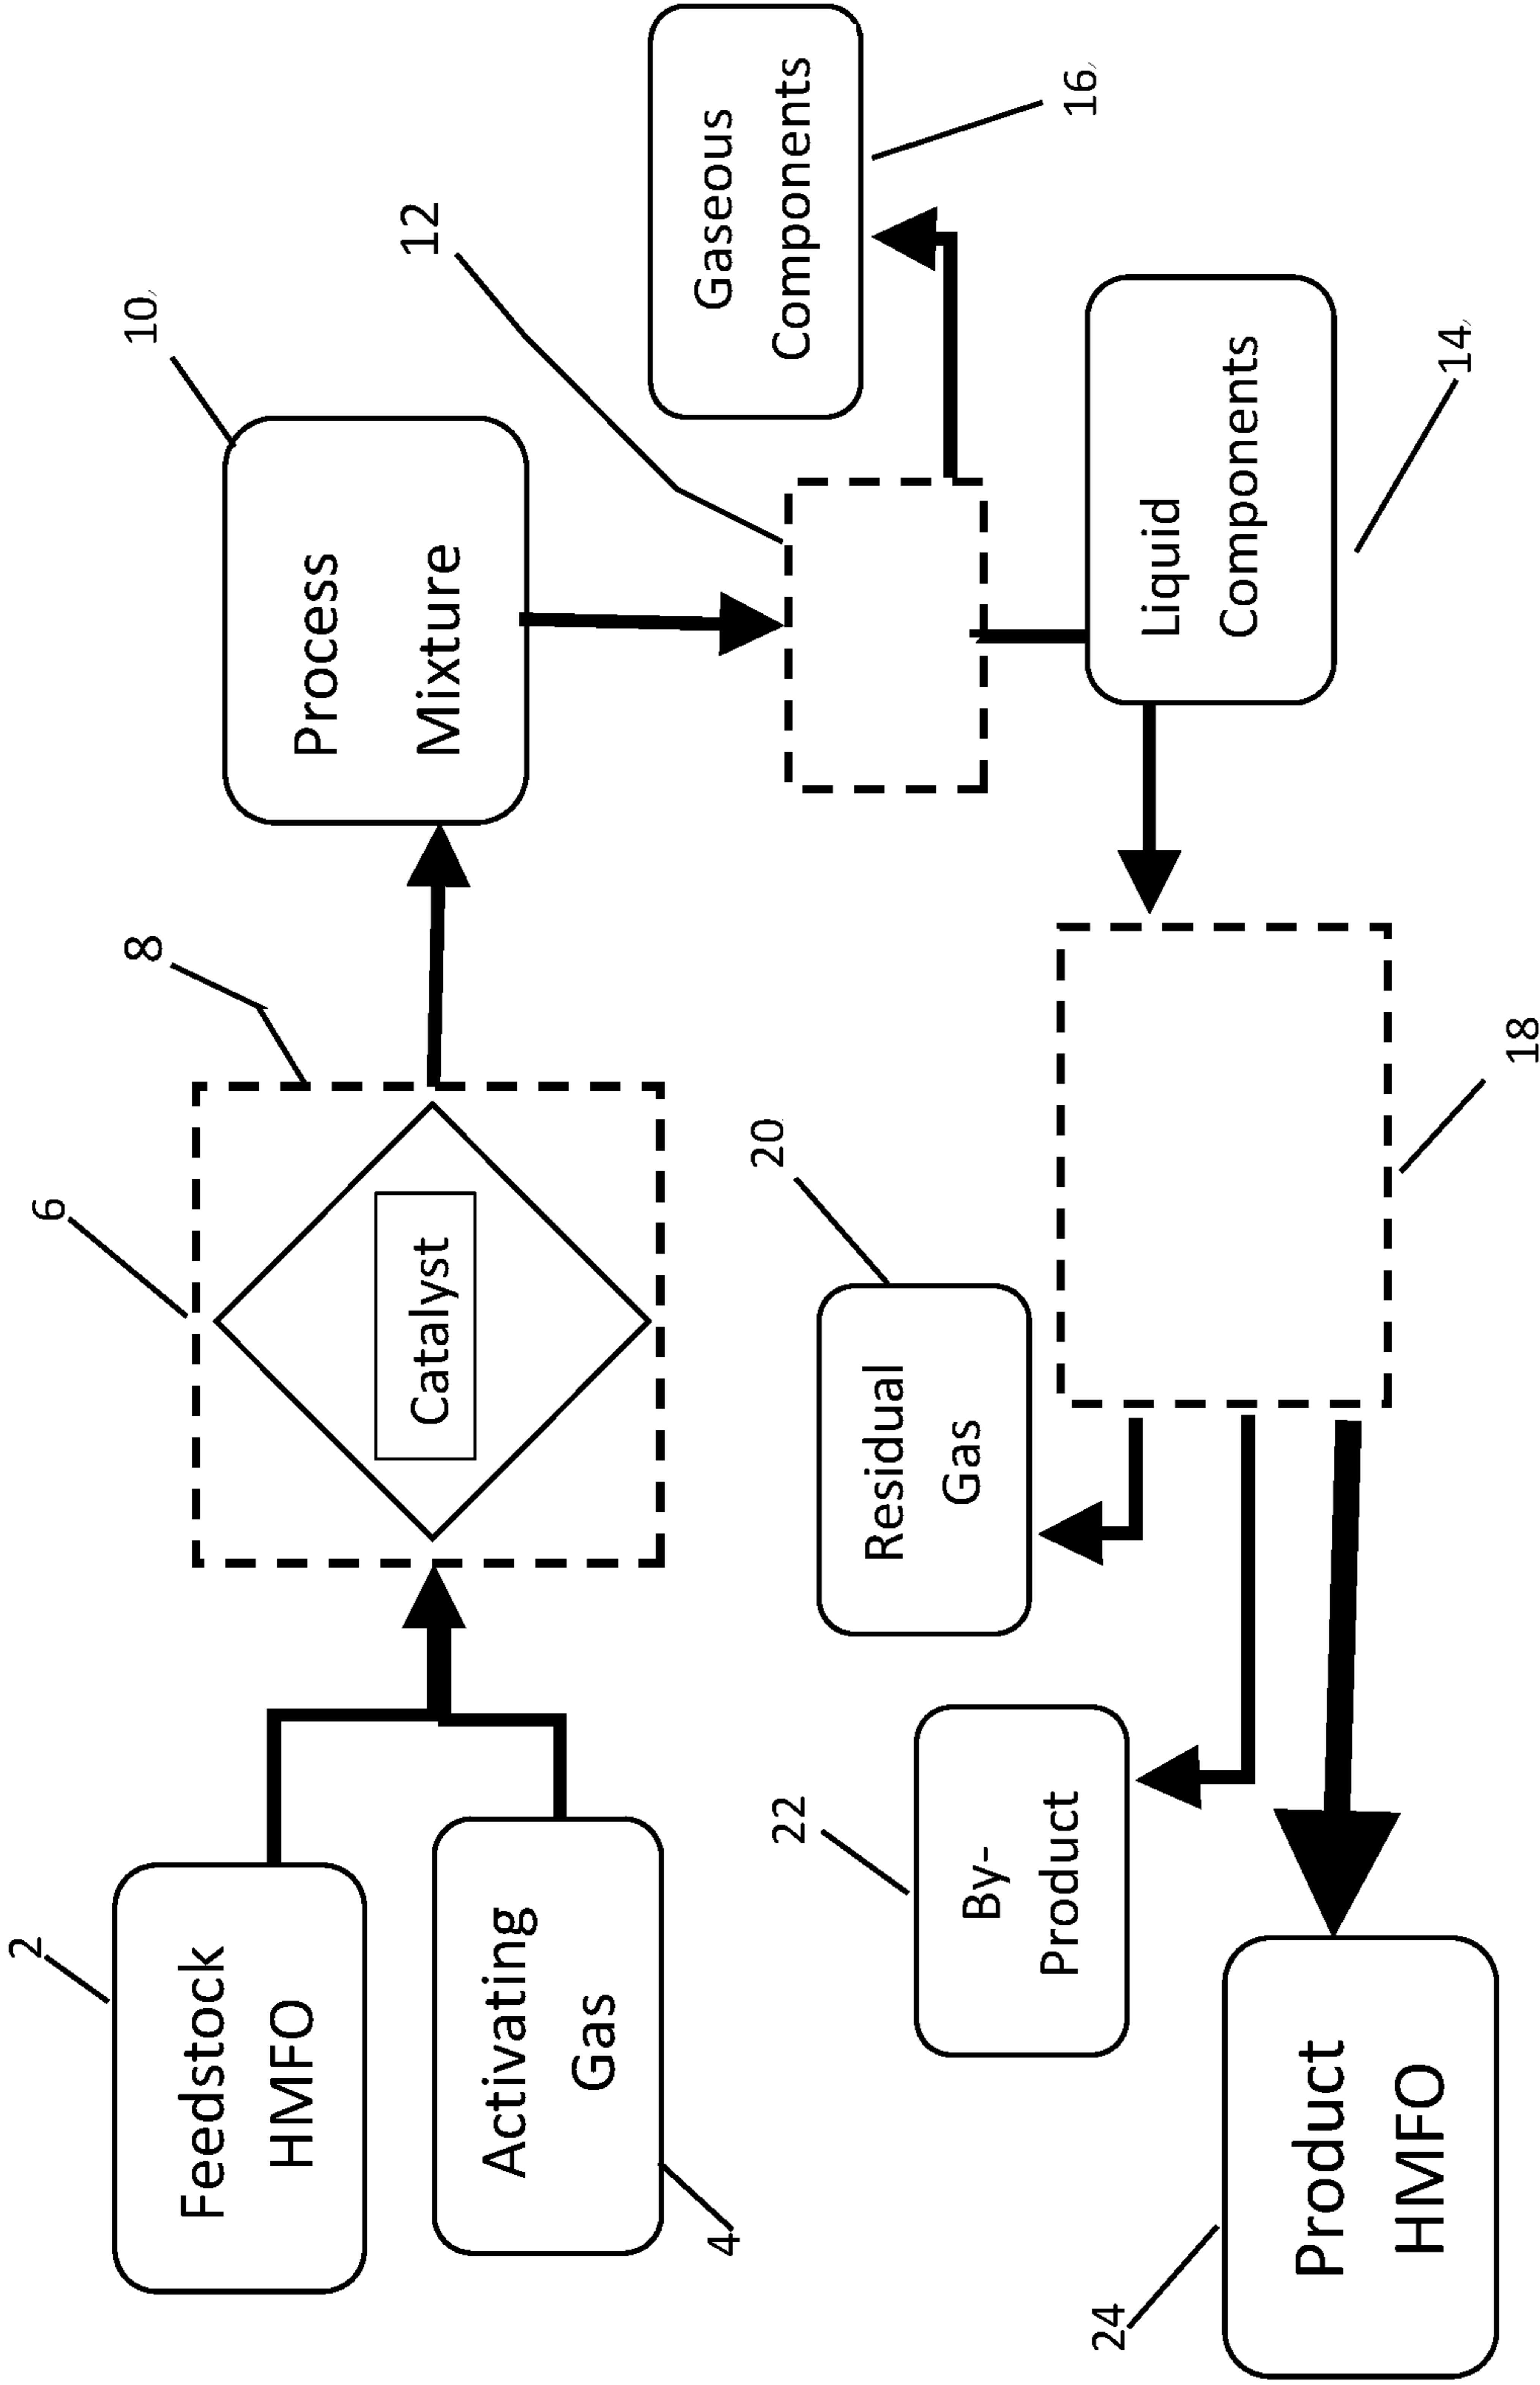 2
Feedstock
HMFO
Activating
Gas
4
6
8
Catalyst
10
Process
Mixture
12
Gaseous
Components
16
Liquid
Components
14
18
20
Residual
Gas
22
By-
Product
24
Product
HMFO